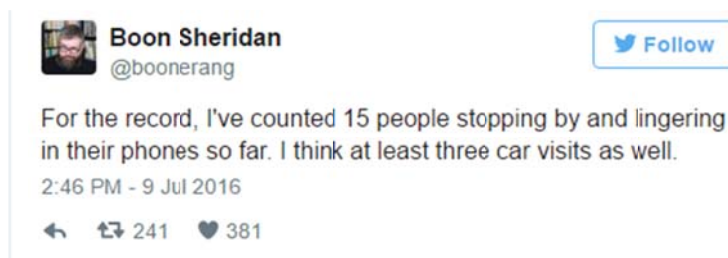 Boon Sheridan
@boonerang
Follow
For the record, I've counted 15 people stopping by and lingering
in their phones so far. I think at least three car visits as well.
2:46 PM - 9 Jul 2016
241 381